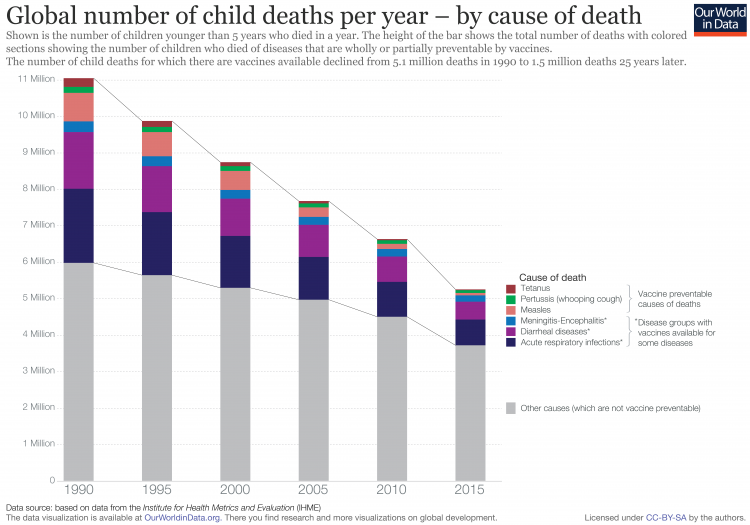 Global number of child deaths per year – by cause of death
Our World
in Data
Shown is the number of children younger than 5 years who died in a year. The height of the bar shows the total number of deaths with colored
sections showing the number of children who died of diseases that are wholly or partially preventable by vaccines.
The number of child deaths for which there are vaccines available declined from 5.1 million deaths in 1990 to 1.5 million deaths 25 years later.
11 Million
10 Million
9 Million
8 Million
7 Million
6 Million
5 Million
4 Million
3 Million
2 Million
1 Million
0
1990
1995
2000
2005
2010
2015
Cause of death
Tetanus
Pertussis (whooping cough)
Measles
Vaccine preventable
causes of deaths
Meningitis-Encephalitis*
Diarrheal diseases*
Acute respiratory infections*
*Disease groups with
vaccines available for
some diseases
Other causes (which are not vaccine preventable)
Data source: based on data from the Institute for Health Metrics and Evaluation (IHME)
The data visualization is available at OurWorldinData.org. There you find research and more visualizations on global development.
Licensed under CC-BY-SA by the authors.